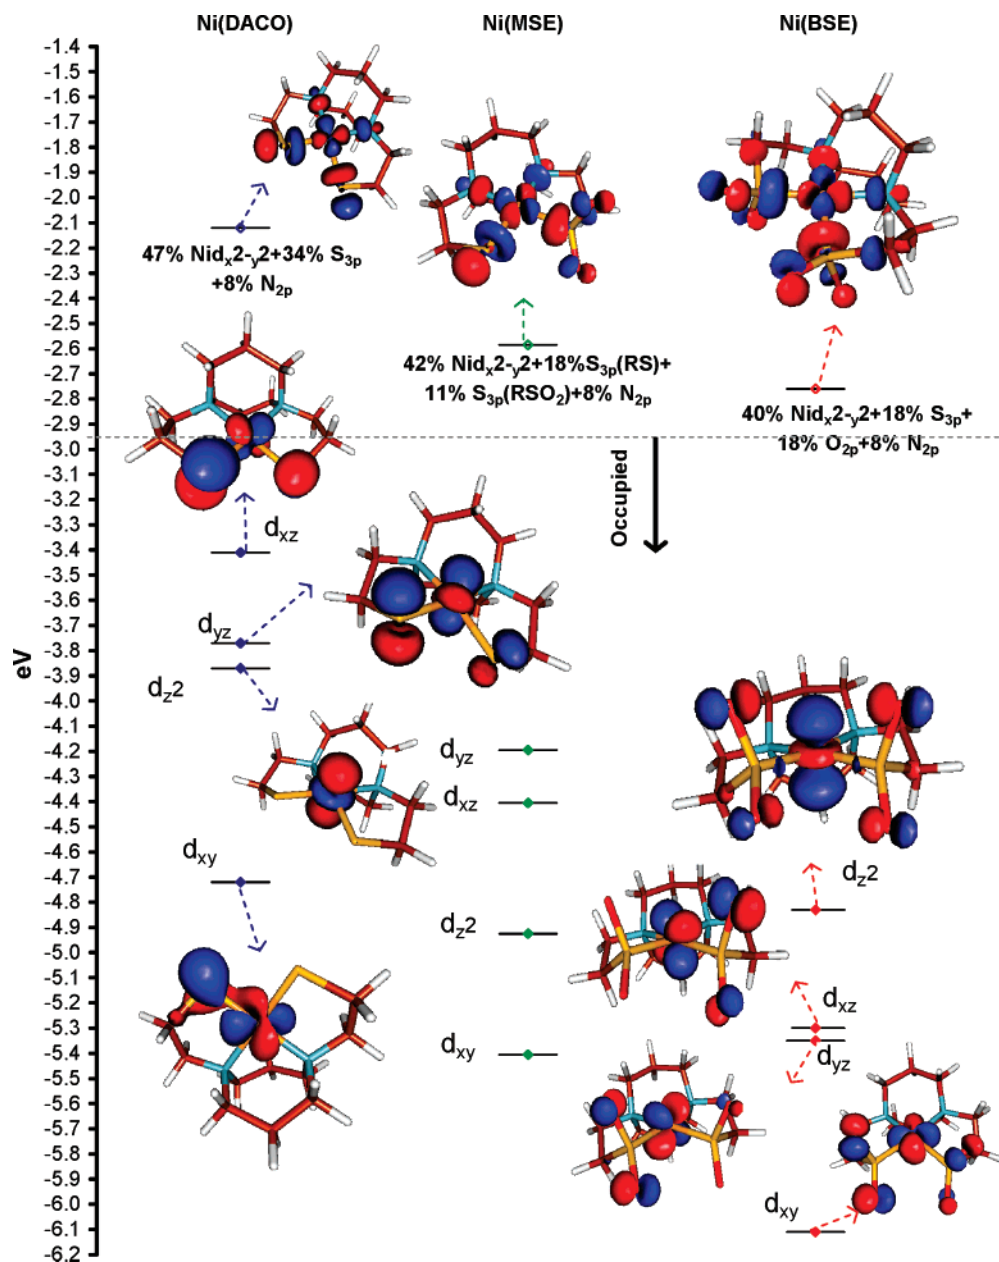 Ni(DACO) Ni(MSE) Ni(BSE)
eV
-1.4
-1.5
-1.6
-1.7
-1.8
-1.9
-2.0
-2.1
-2.2
-2.3
-2.4
-2.5
-2.6
-2.7
-2.8
-2.9
-3.0
-3.1
-3.2
-3.3
-3.4
-3.5
-3.6
-3.7
-3.8
-3.9
-4.0
-4.1
-4.2
-4.3
-4.4
-4.5
-4.6
-4.7
-4.8
-4.9
-5.0
-5.1
-5.2
-5.3
-5.4
-5.5
-5.6
-5.7
-5.8
-5.9
-6.0
-6.1
-6.2
47% Nidx2-y2+34% S3p
+8% N2p
dxz
dyz
dz2
dxy
42% Nidx2-y2+18%S3p(RS)+
11% S3p(RSO2)+8% N2p
Occupied
dyz
dxz
dz2
dxy
40% Nidx2-y2+18% S3p+
18% O2p+8% N2p
dz2
dxz
dyz
dxy